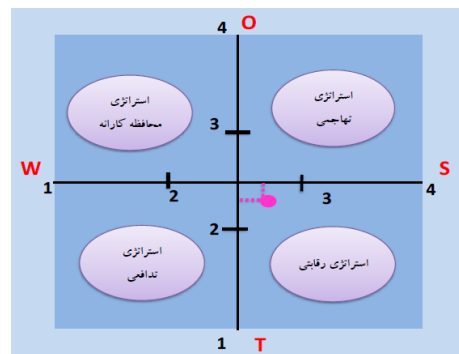 4 O
استراتژی
محافظه کارانه
استراتژی
تهاجمی
3
W S
1 2 3 4
2
استراتژی
تدافعی
استراتژی رقابتی
1 T